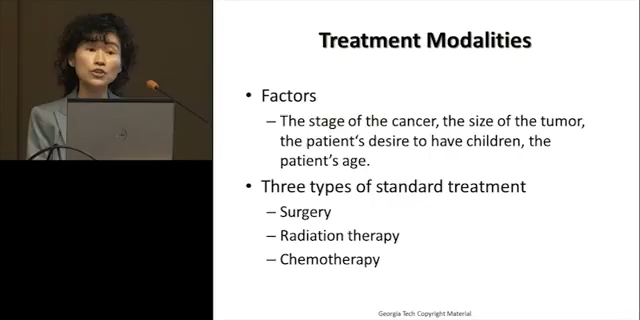 Treatment Modalities
• Factors
– The stage of the cancer, the size of the tumor,
the patient‘s desire to have children, the
patient’s age.
• Three types of standard treatment
– Surgery
– Radiation therapy
– Chemotherapy
Georgia Tech Copyright Material